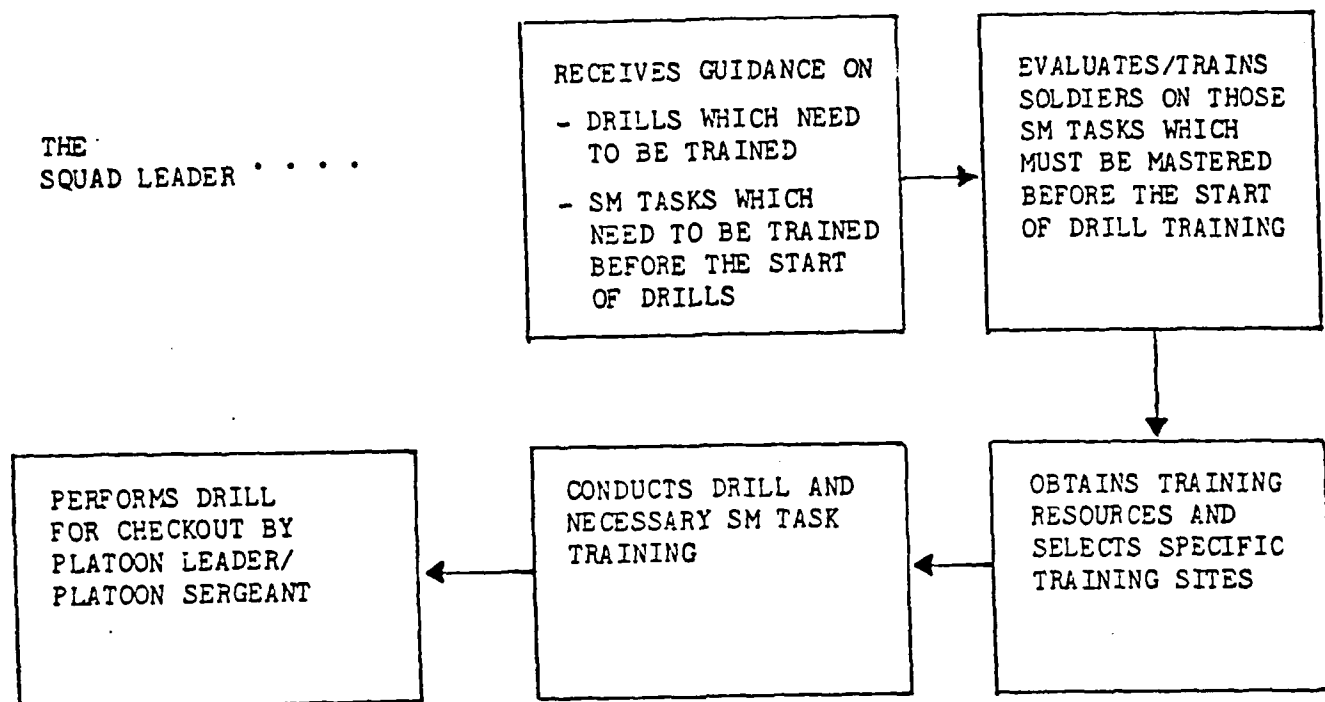 THE
SQUAD LEADER . . . .
RECEIVES GUIDANCE ON
- DRILLS WHICH NEED
TO BE TRAINED
- SM TASKS WHICH
NEED TO BE TRAINED
BEFORE THE START
OF DRILLS
EVALUATES/TRAINS
SOLDIERS ON THOSE
SM TASKS WHICH
MUST BE MASTERED
BEFORE THE START
OF DRILL TRAINING
OBTAINS TRAINING
RESOURCES AND
SELECTS SPECIFIC
TRAINING SITES
CONDUCTS DRILL AND
NECESSARY SM TASK
TRAINING
PERFORMS DRILL
FOR CHECKOUT BY
PLATOON LEADER/
PLATOON SERGEANT